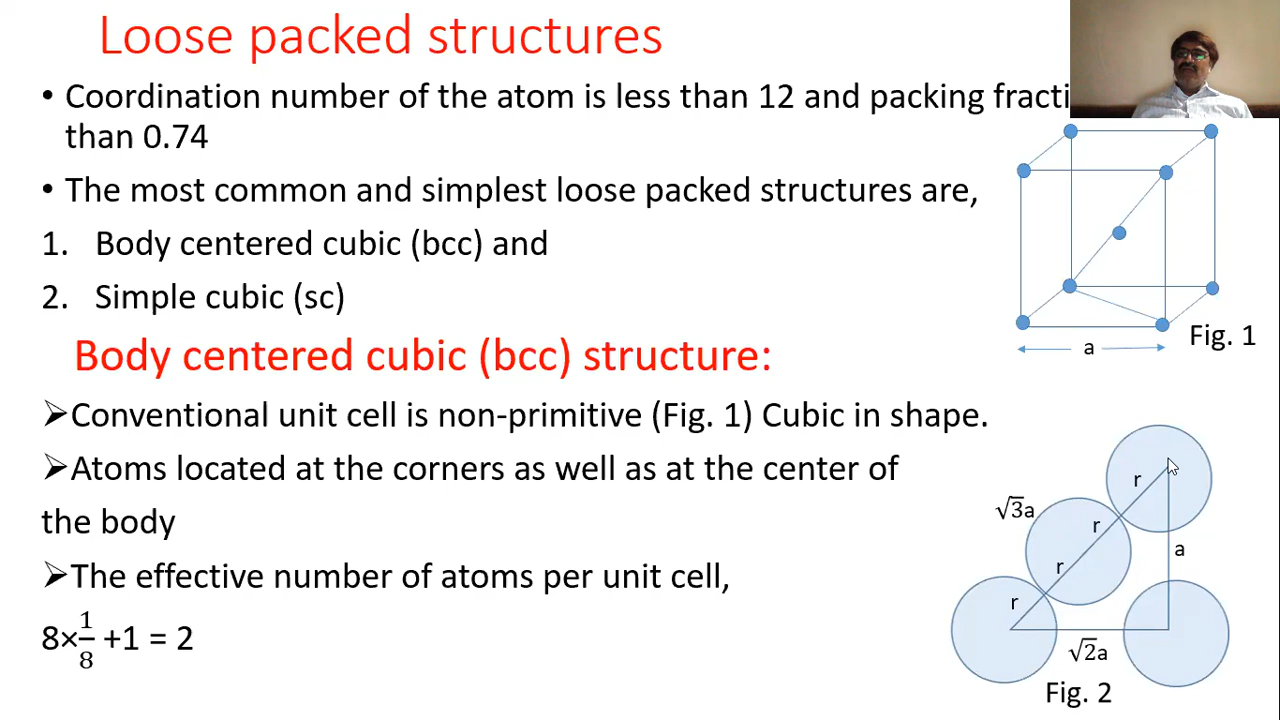 Loose packed structures
• Coordination number of the atom is less than 12 and packing fracti
than 0.74
• The most common and simplest loose packed structures are,
1. Body centered cubic (bcc) and
2. Simple cubic (sc)
Body centered cubic (bcc) structure:
➢Conventional unit cell is non-primitive (Fig. 1) Cubic in shape.
➢Atoms located at the corners as well as at the center of
the body
➢The effective number of atoms per unit cell,
8×1/8 +1 = 2
a
Fig. 1
√3a
r
r
r
r
a
√2a
Fig. 2